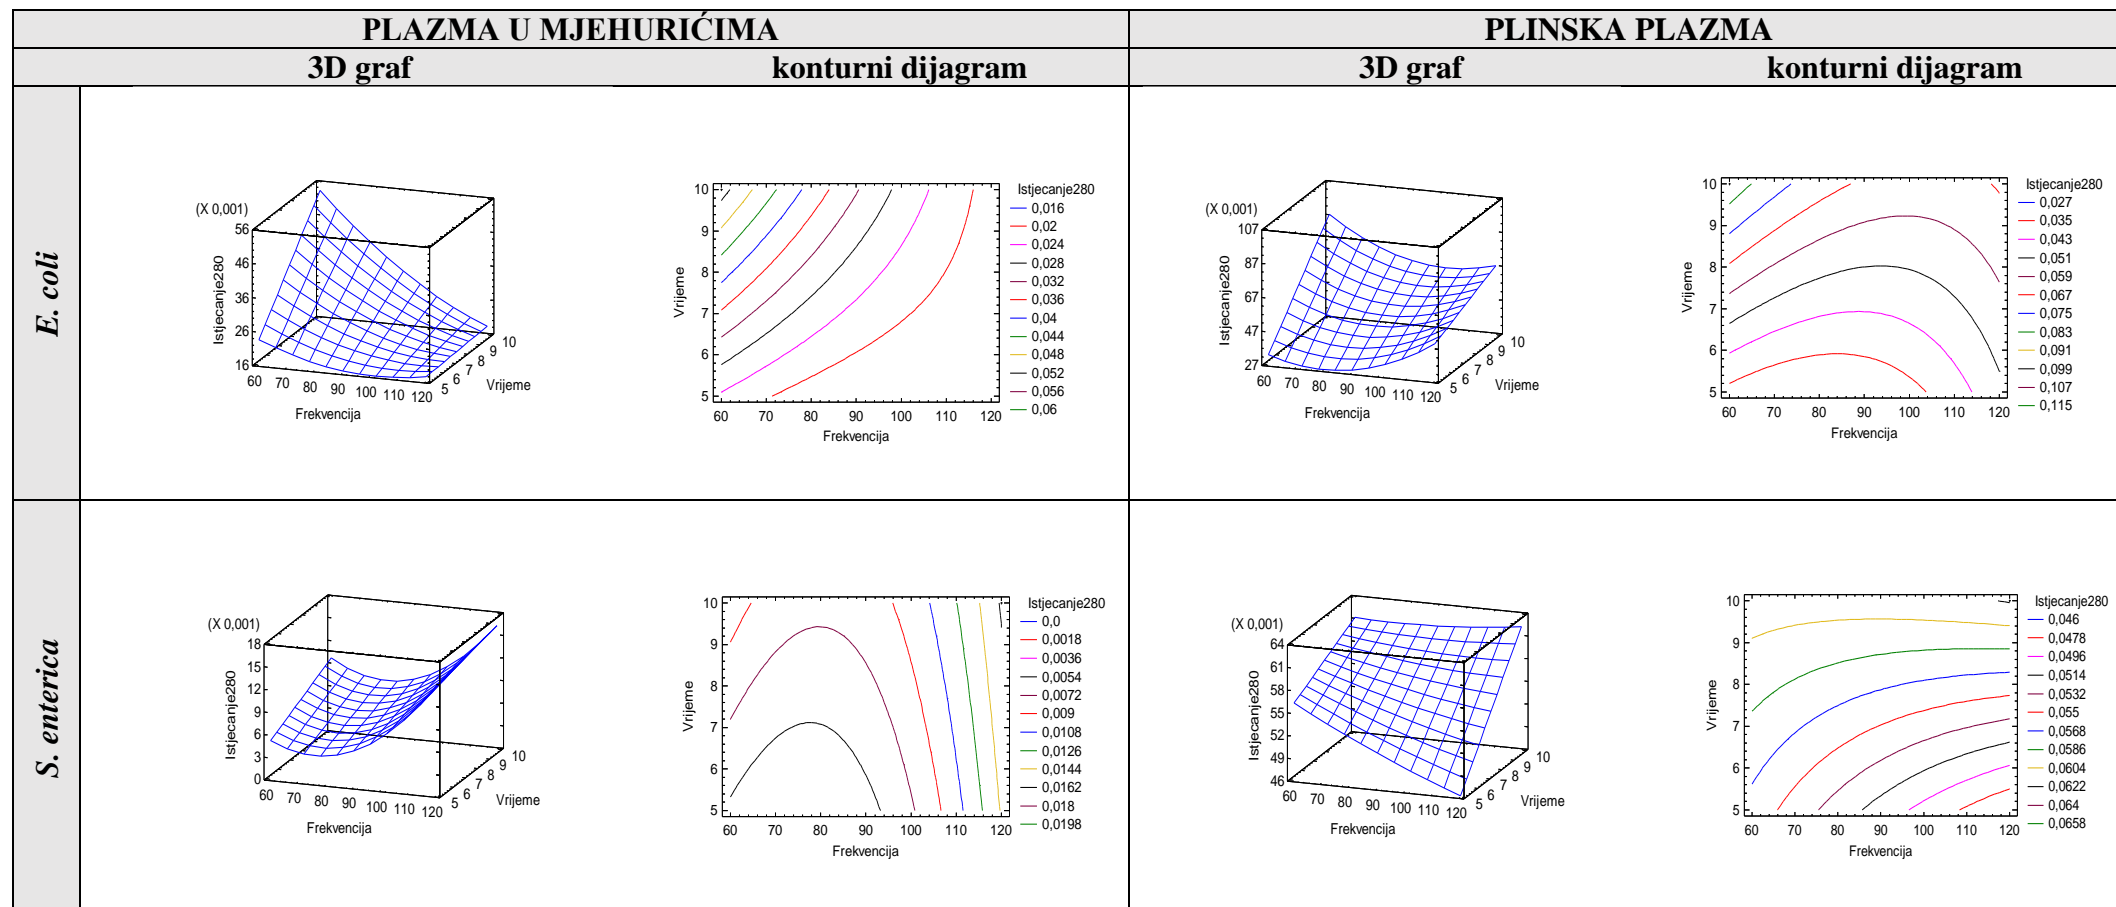 PLAZMA U MJEHURIĆIMA
PLINSKA PLAZMA
3D graf
konturni dijagram
3D graf
konturni dijagram
E. coli
(X 0,001)
56
46
36
26
16
Istjecanje280
60 70 80 90 100 110 120
Frekvencija
5 6 7 8 9 10
Vrijeme
10
9
8
7
6
5
Vrijeme
60 70 80 90 100 110 120
Frekvencija
Istjecanje280
0,016
0,02
0,024
0,028
0,032
0,036
0,04
0,044
0,048
0,052
0,056
0,06
(X 0,001)
107
87
67
47
27
Istjecanje280
60 70 80 90 100 110 120
Frekvencija
5 6 7 8 9 10
Vrijeme
10
9
8
7
6
5
Vrijeme
60 70 80 90 100 110 120
Frekvencija
Istjecanje280
0,027
0,035
0,043
0,051
0,059
0,067
0,075
0,083
0,091
0,099
0,107
0,115
S. enterica
(X 0,001)
18
15
12
9
6
3
0
Istjecanje280
60 70 80 90 100 110 120
Frekvencija
5 6 7 8 9 10
Vrijeme
10
9
8
7
6
5
Vrijeme
60 70 80 90 100 110 120
Frekvencija
Istjecanje280
0,0
0,0018
0,0036
0,0054
0,0072
0,009
0,0108
0,0126
0,0144
0,0162
0,018
0,0198
(X 0,001)
64
61
58
55
52
49
46
Istjecanje280
60 70 80 90 100 110 120
Frekvencija
5 6 7 8 9 10
Vrijeme
10
9
8
7
6
5
Vrijeme
60 70 80 90 100 110 120
Frekvencija
Istjecanje280
0,046
0,0478
0,0496
0,0514
0,0532
0,055
0,0568
0,0586
0,0604
0,0622
0,064
0,0658